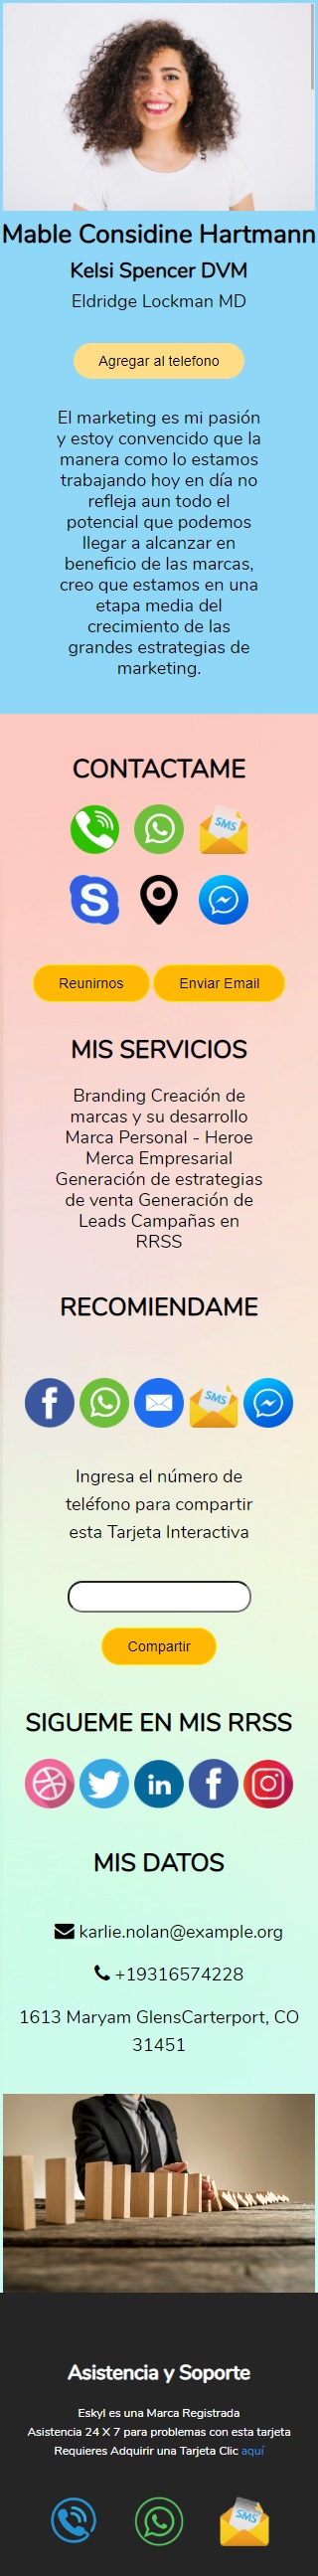 Mable Considine Hartmann
Kelsi Spencer DVM
Eldridge Lockman MD
Agregar al telefono
El marketing es mi pasión
y estoy convencido que la
manera como lo estamos
trabajando hoy en día no
refleja aun todo el
potencial que podemos
llegar a alcanzar en
beneficio de las marcas,
creo que estamos en una
etapa media del
crecimiento de las
grandes estrategias de
marketing.
CONTACTAME
SMS
Reunirnos Enviar Email
MIS SERVICIOS
Branding Creación de
marcas y su desarrollo
Marca Personal - Heroe
Merca Empresarial
Generación de estrategias
de venta Generación de
Leads Campañas en
RRSS
RECOMIENDAME
SMS
Ingresa el número de
teléfono para compartir
esta Tarjeta Interactiva
Compartir
SIGUEME EN MIS RRSS
MIS DATOS
karlie.nolan@example.org
+19316574228
1613 Maryam GlensCarterport, CO
31451
Asistencia y Soporte
Eskyl es una Marca Registrada
Asistencia 24 X 7 para problemas con esta tarjeta
Requieres Adquirir una Tarjeta Clic aquí
SMS